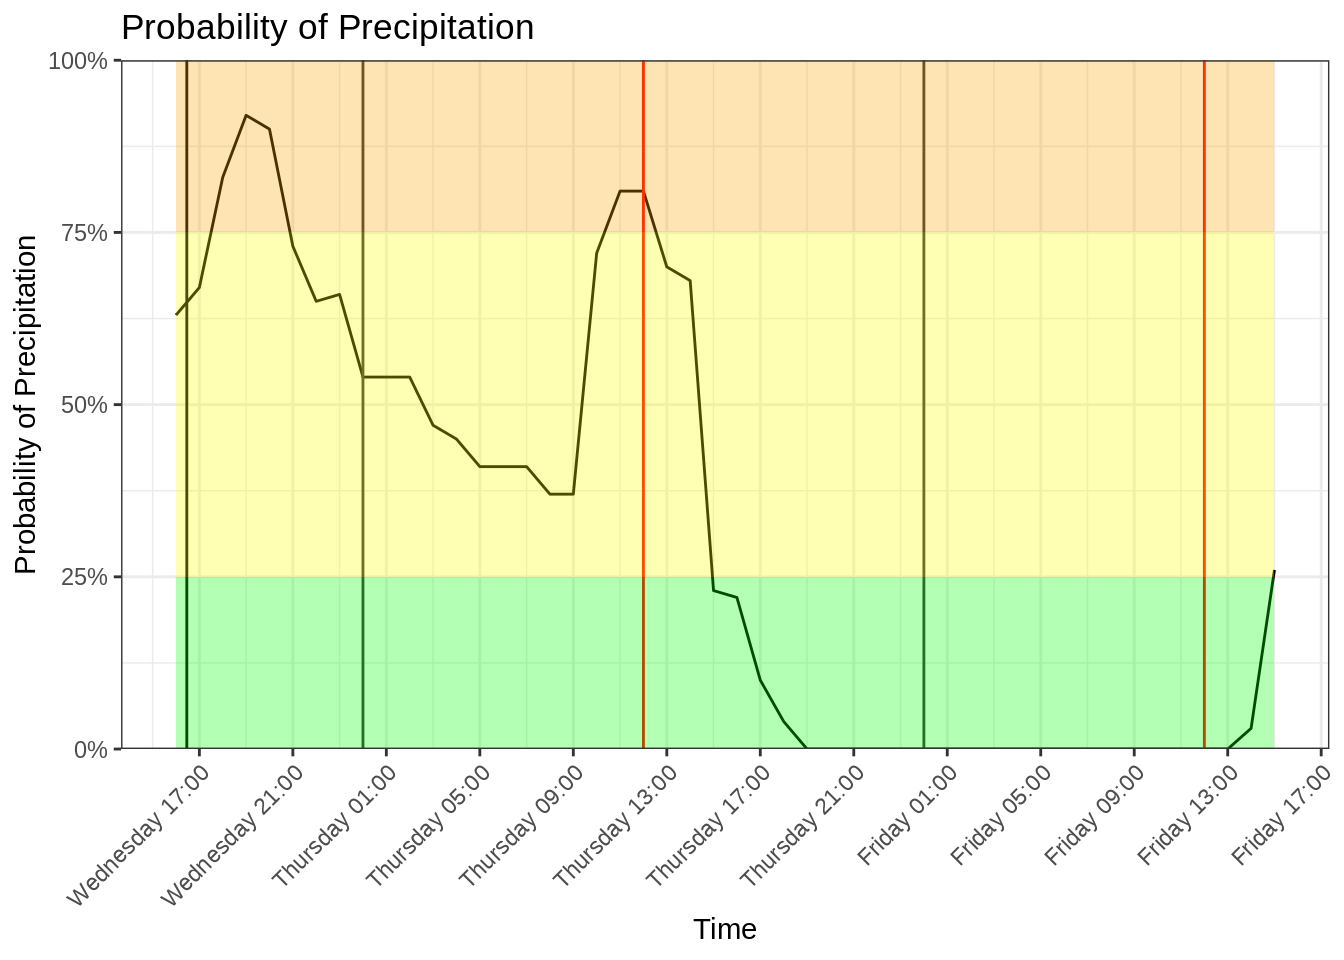 Probability of Precipitation
Probability of Precipitation
100%
75%
50%
25%
0%
Wednesday 17:00
Wednesday 21:00
Thursday 01:00
Thursday 05:00
Thursday 09:00
Thursday 13:00
Thursday 17:00
Thursday 21:00
Friday 01:00
Friday 05:00
Friday 09:00
Friday 13:00
Friday 17:00
Time